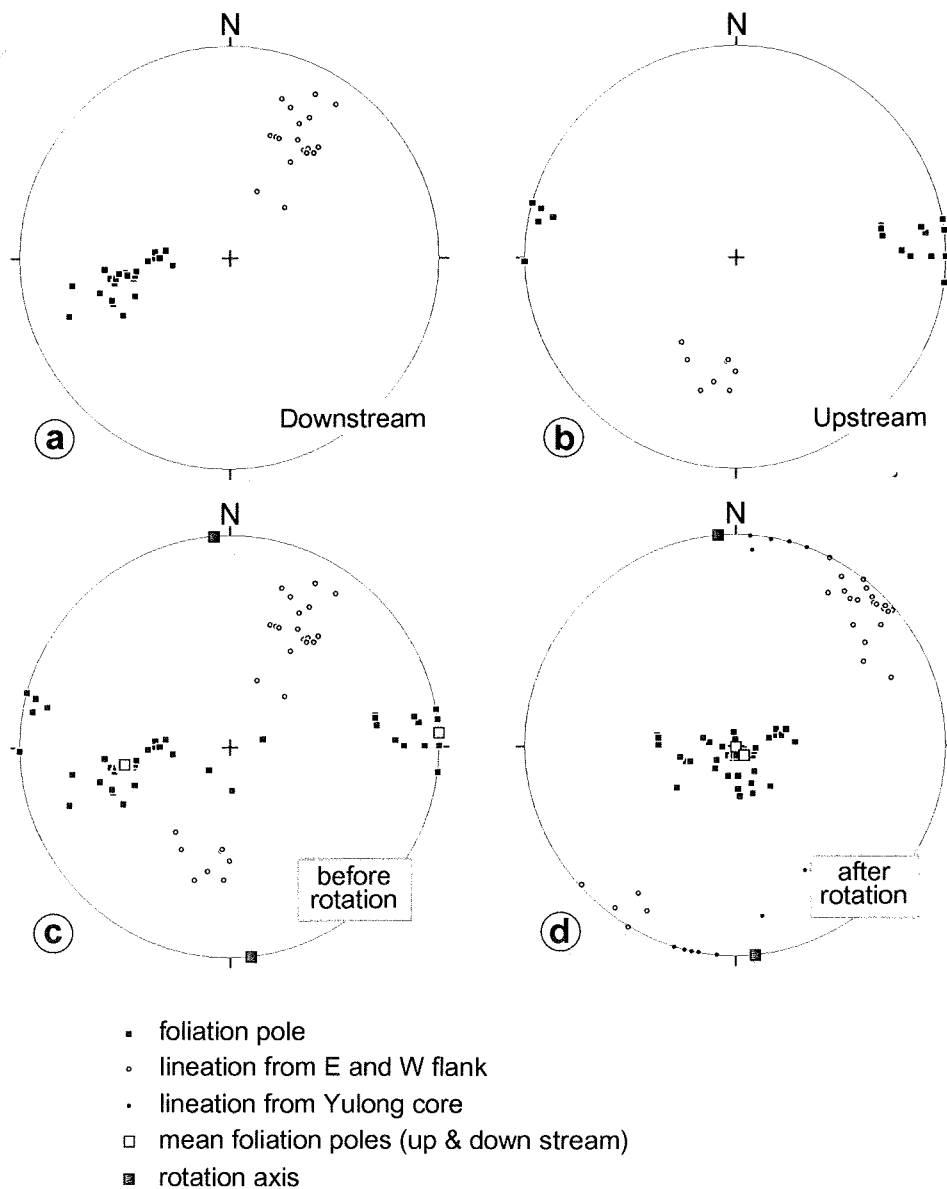 N
N
Downstream
a
Upstream
b
N
N
before
rotation
c
after
rotation
d
foliation pole
lineation from E and W flank
lineation from Yulong core
mean foliation poles (up & down stream)
rotation axis